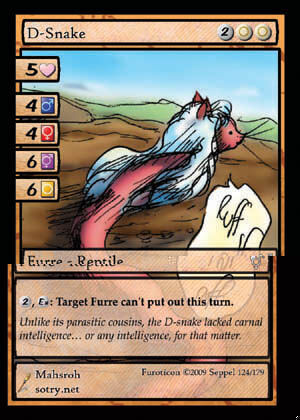 D-Snake 2
5
4
4
6
6
Furre - Reptile
2, E: Target Furre can't put out this turn.
Unlike its parasitic cousins, the D-snake lacked carnal
intelligence... or any intelligence, for that matter.
Mahsroh Furoticon ©2009 Seppel 124/179
sotry.net